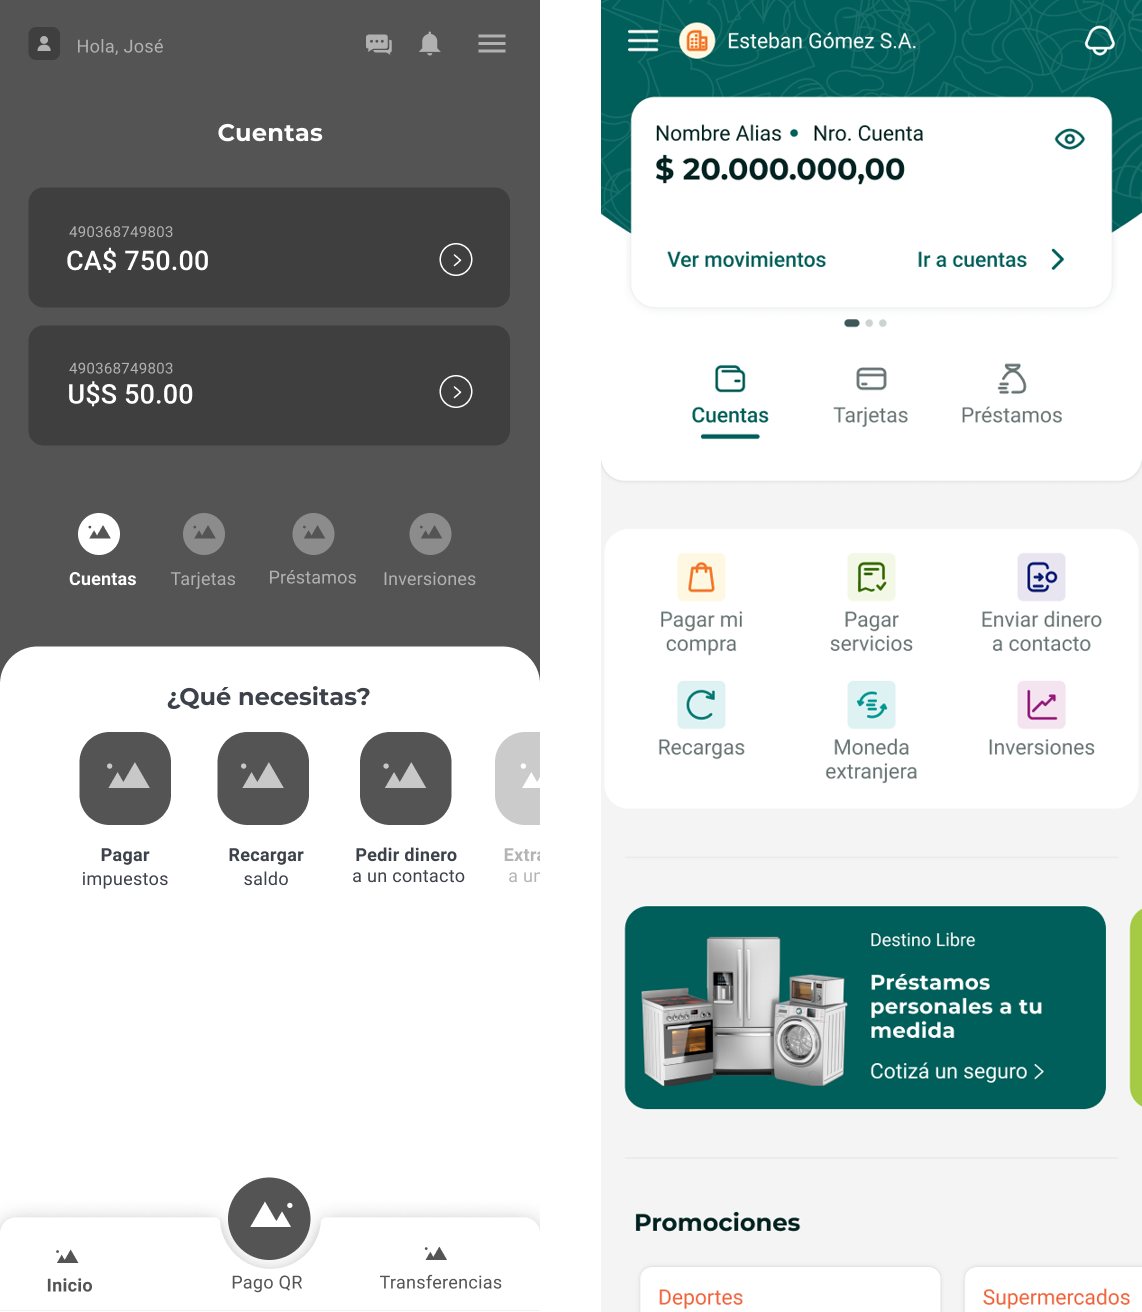 Hola, José
Cuentas
490368749803
CA$ 750.00
490368749803
U$S 50.00
Cuentas
Tarjetas
Préstamos
Inversiones
¿Qué necesitas?
Pagar
impuestos
Recargar
saldo
Pedir dinero
a un contacto
Extra
a un
Inicio
Pago QR
Transferencias
Esteban Gómez S.A.
Nombre Alias • Nro. Cuenta
$ 20.000.000,00
Ver movimientos
Ir a cuentas
Cuentas
Tarjetas
Préstamos
Pagar mi
compra
Pagar
servicios
Enviar dinero
a contacto
Recargas
Moneda
extranjera
Inversiones
Destino Libre
Préstamos
personales a tu
medida
Cotizá un seguro >
Promociones
Deportes
Supermercados